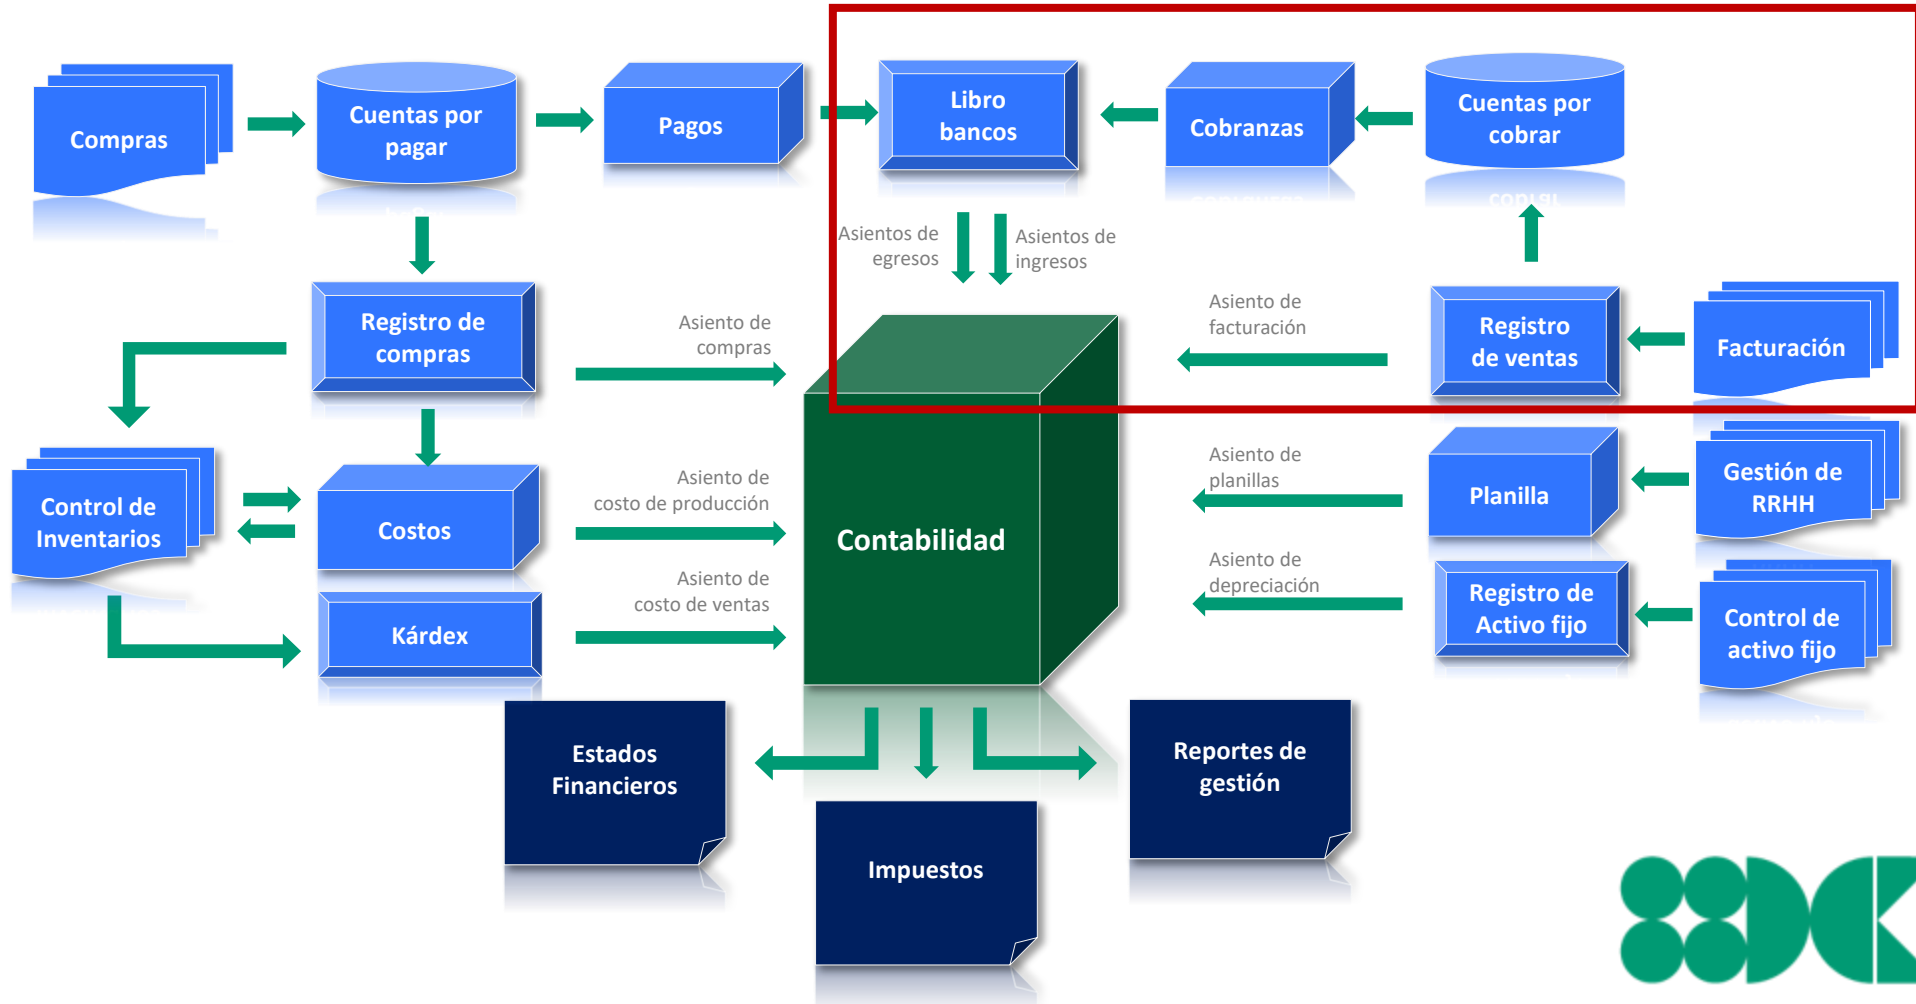 Compras
Cuentas por
pagar
Pagos
Libro
bancos
Cobranzas
Cuentas por
cobrar
Asientos de
egresos
Asientos de
ingresos
Registro de
compras
Asiento de
compras
Asiento de
facturación
Registro
de ventas
Facturación
Control de
Inventarios
Costos
Asiento de
costo de producción
Contabilidad
Asiento de
planillas
Planilla
Gestión de
RRHH
Kárdex
Asiento de
costo de ventas
Asiento de
depreciación
Registro de
Activo fijo
Control de
activo fijo
Estados
Financieros
Impuestos
Reportes de
gestión